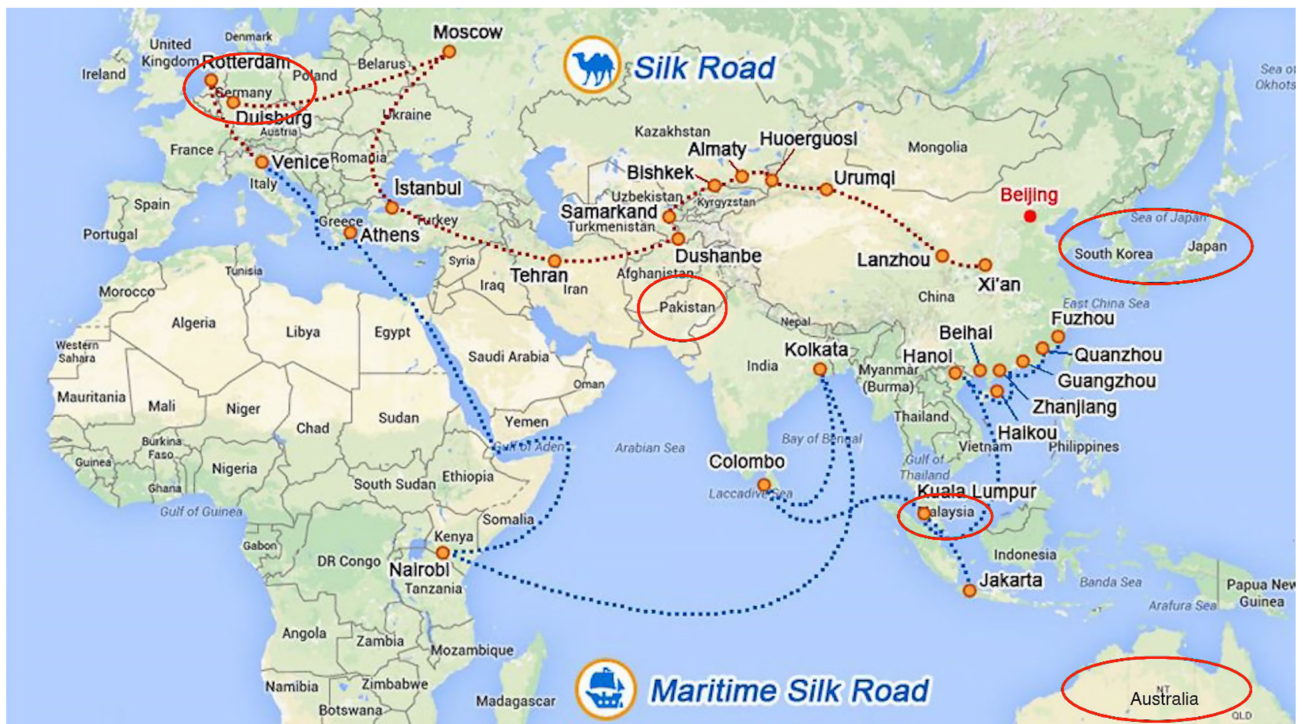 Moscow
Denmark
United
Kingdom
Rotterdam
Ireland
Poland
Belarus
Germany
Duisburg
Ukraine
Austria
France
Venice
Romania
Italy
Spain
Portugal
İstanbul
Greece
Turkey
Athens
Silk Road
Kazakhstan
Huoerguosi
Almaty
Mongolia
Bishkek
Urumqi
Uzbekistan
Kyrgyzstan
Samarkand
Turkmenistan
Dushanbe
Beijing
Sea of
Okhots
Sea of Japan
South Korea
Japan
Lanzhou
Xi'an
China
East China Sea
Tunisia
Syria
Tehran
Iraq
Iran
Afghanistan
Pakistan
Morocco
Algeria
Libya
Egypt
Western
Sahara
Saudi Arabia
Oman
Nepal
India
Kolkata
Myanmar
(Burma)
Hanoi
Beihai
Fuzhou
Quanzhou
Guangzhou
Zhanjiang
Haikou
Mauritania
Mali
Niger
Chad
Sudan
Yemen
Gulf of Aden
Arabian Sea
Bay of Bengal
Thailand
Vietnam
Philippines
Gulf of
Thailand
Burkina
Faso
Guinea
Ghana
Nigeria
Gulf of Guinea
South Sudan
Ethiopia
Somalia
Colombo
Laccadive Sea
Kuala Lumpur
Malaysia
Gabon
DR Congo
Kenya
Nairobi
Tanzania
Indonesia
Jakarta
Banda Sea
Arafura Sea
Papua New
Guinea
Angola
Zambia
Mozambique
Namibia
Zimbabwe
Botswana
Madagascar
Maritime Silk Road
NT
Australia
QLD